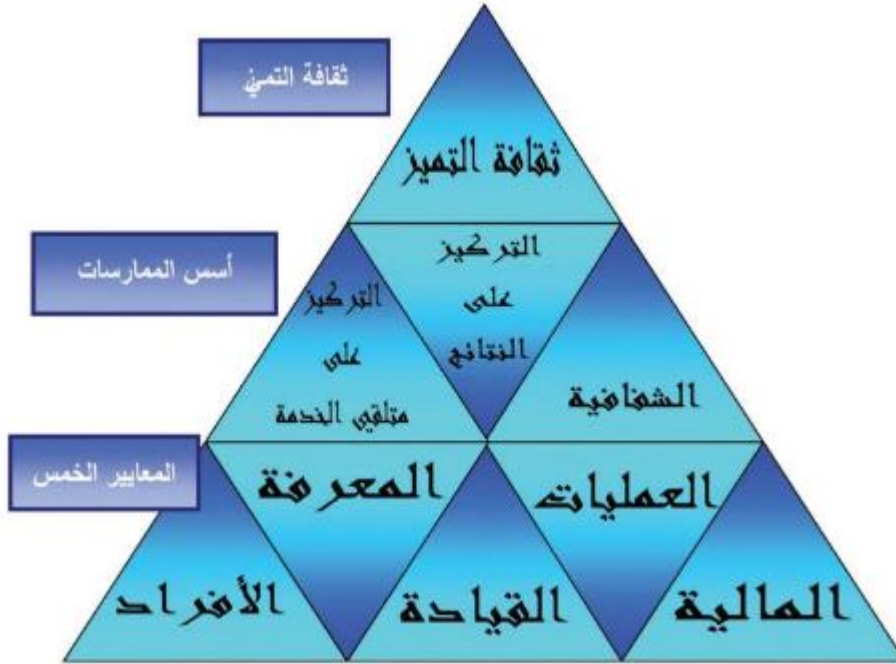 ثقافة التميز
ثقافة التميز
أسس الممارسات
التركيز
على
النتائج
التركيز
على
متلقي الخدمة
الشفافية
المعايير الخمس
المعرفة
العمليات
الأفراد
القيادة
المالية